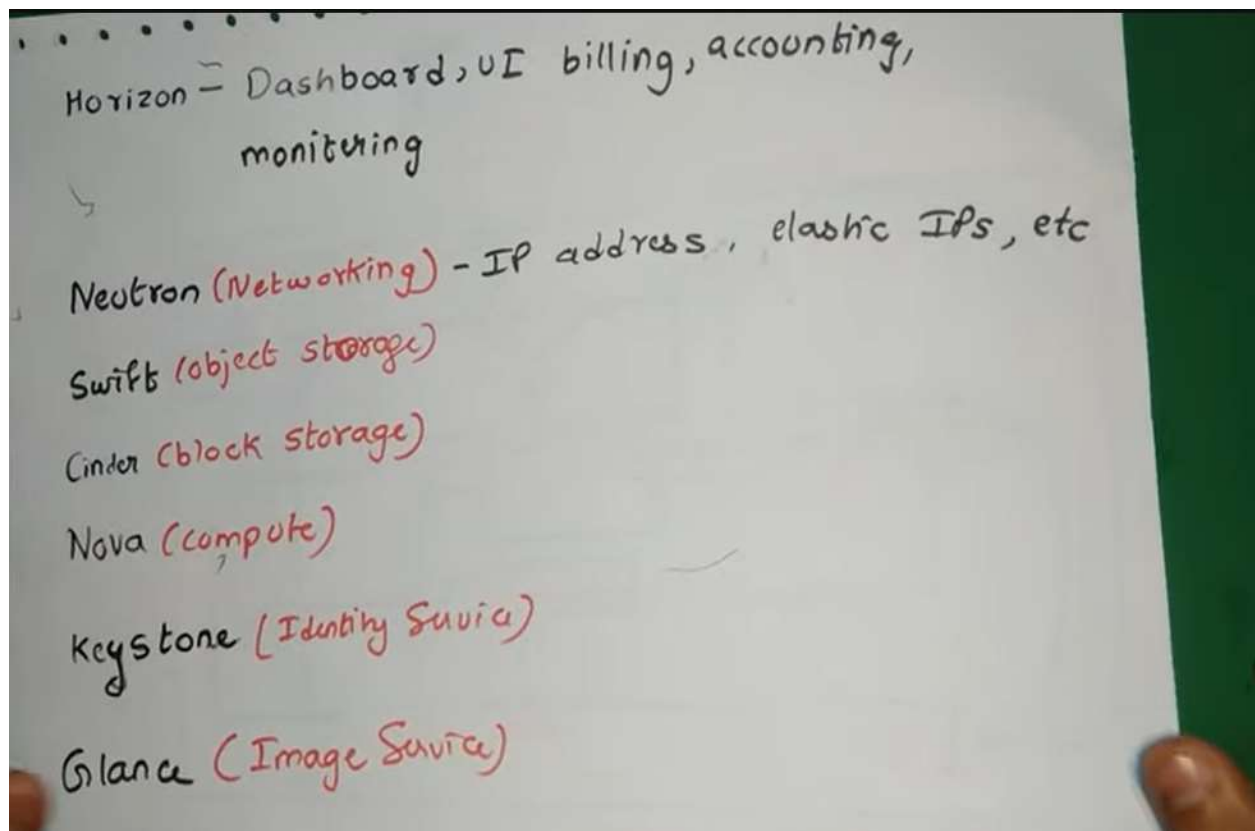 Horizon - Dashboard, UI billing, accounting,
monitering
Neutron (Networking) - IP address, elastic IPs, etc
Swift (object storage)
Cinder (block storage)
Nova (compute)
Keystone (Identity Service)
Glance (Image Service)